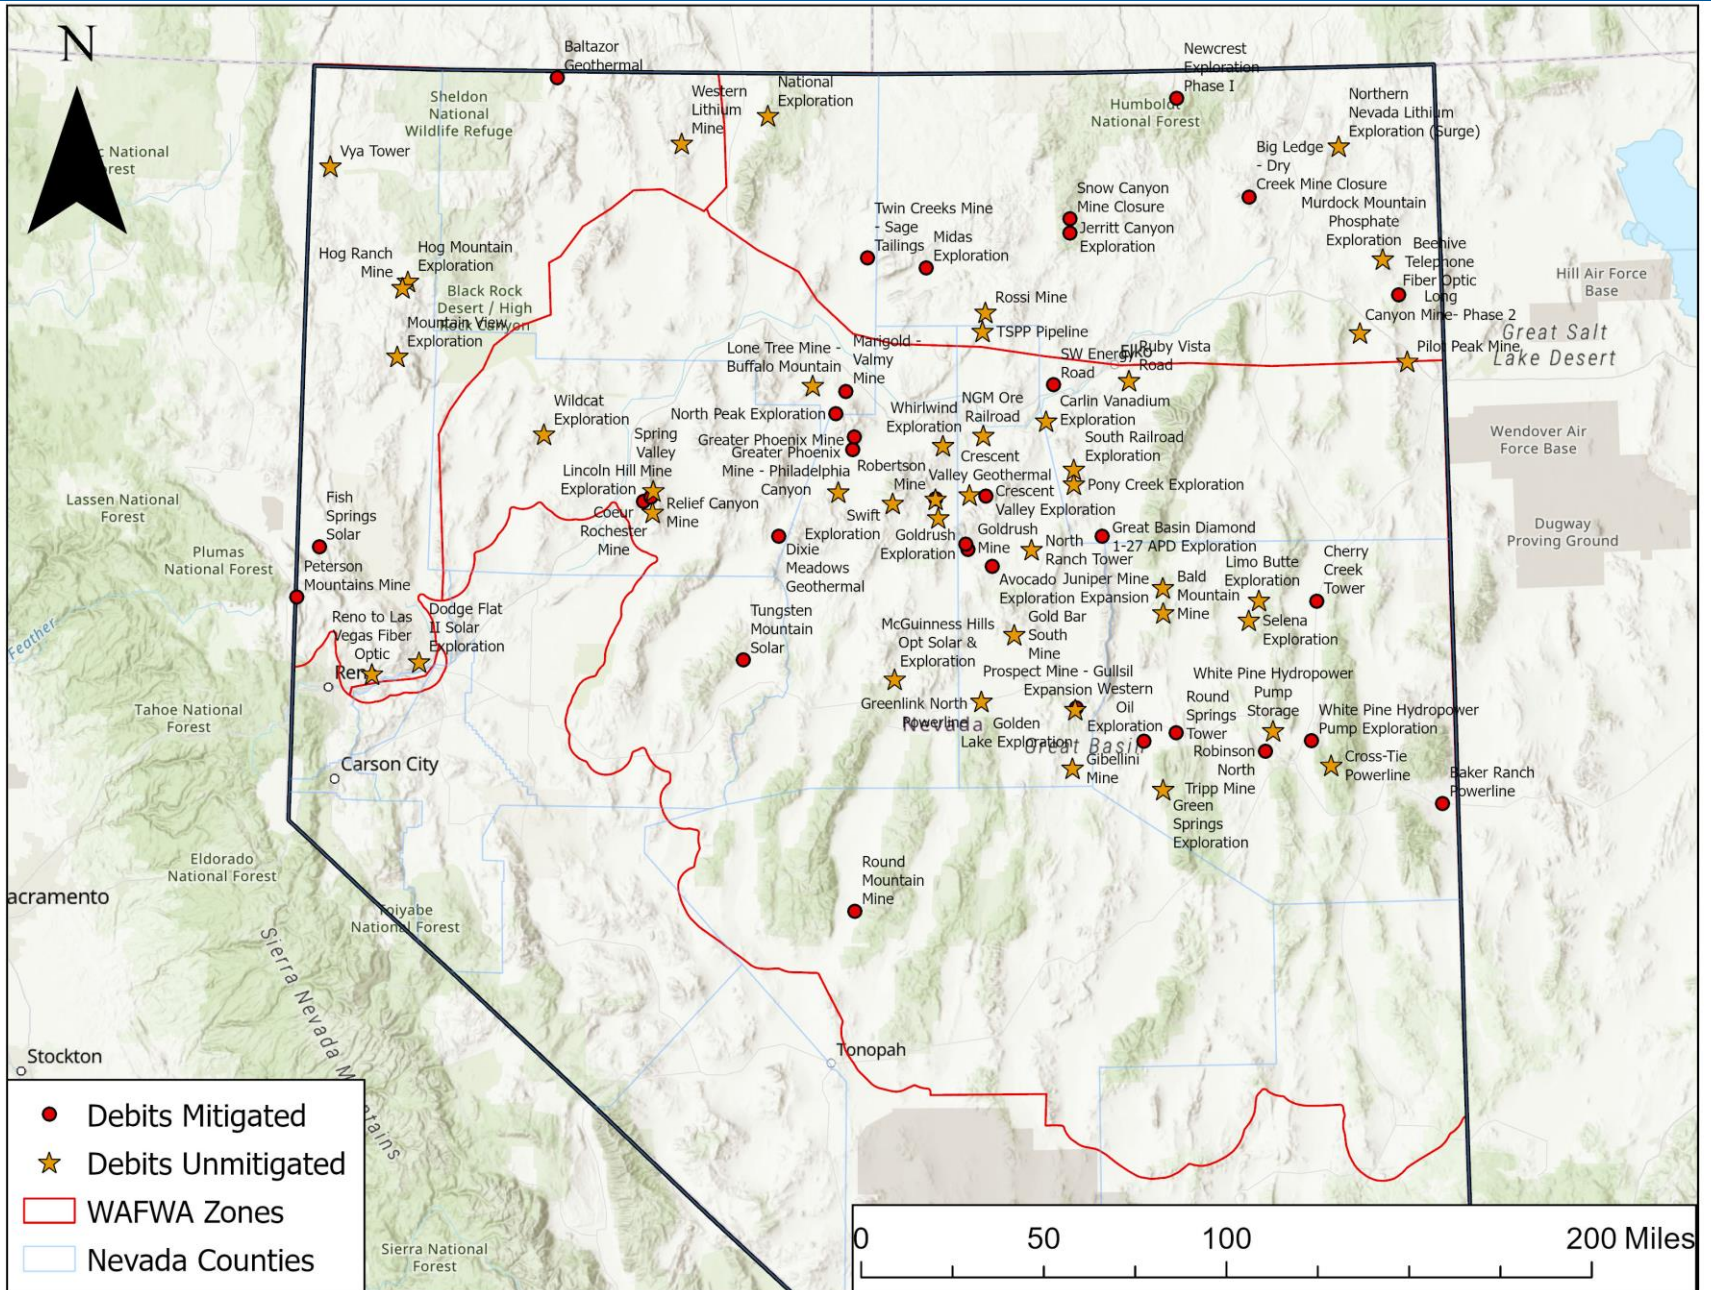 N
Baltazor
Geothermal
Newcrest
Exploration
Phase I
National
Exploration
Western
Lithium
Mine
Sheldon
National
Wildlife Refuge
Humboldt
National Forest
Northern
Nevada Lithium
Exploration (Surge)
c National
rest
Vya Tower
Big Ledge
- Dry
Creek Mine Closure
Snow Canyon
Mine Closure
Jerritt Canyon
Exploration
Murdock Mountain
Phosphate
Exploration
Twin Creeks Mine
- Sage
Tailings
Midas
Exploration
Beehive
Telephone
Fiber Optic
Hog Ranch
Mine
Hog Mountain
Exploration
Hill Air Force
Base
Black Rock
Desert / High
Rock Canyon
Long
Canyon Mine- Phase 2
Rossi Mine
TSPP Pipeline
Mountain View
Exploration
Great Salt
Lake Desert
Pilot Peak Mine
Lone Tree Mine -
Buffalo Mountain
Marigold -
Valmy
Mine
SW Energy
Road
Elko
Ruby Vista
Road
Wildcat
Exploration
North Peak Exploration
Whirlwind
Exploration
NGM Ore
Railroad
Carlin Vanadium
Exploration
South Railroad
Exploration
Wendover Air
Force Base
Spring
Valley
Mine
Greater Phoenix Mine
Greater Phoenix
Mine - Philadelphia
Canyon
Robertson
Mine
Crescent
Valley Geothermal
Pony Creek Exploration
Lincoln Hill
Exploration
Lassen National
Forest
Fish
Springs
Solar
Coeur
Rochester
Mine
Relief Canyon
Mine
Swift
Exploration
Crescent
Valley Exploration
Goldrush
Exploration
Goldrush
Mine
North
Ranch Tower
Great Basin Diamond
1-27 APD Exploration
Dugway
Proving Ground
Plumas
National Forest
Peterson
Mountains Mine
Dixie
Meadows
Geothermal
Limo Butte
Exploration
Cherry
Creek
Tower
Avocado
Exploration
Juniper Mine
Expansion
Bald
Mountain
Mine
Feather
Reno to Las
Vegas Fiber
Optic
Dodge Flat
II Solar
Exploration
Tungsten
Mountain
Solar
McGuinness Hills
Opt Solar &
Exploration
Gold Bar
South
Mine
Selena
Exploration
Reno
Prospect Mine - Gullsil
Expansion
White Pine Hydropower
Pump
Storage
Greenlink North
Powerline
Nevada
Golden
Lake Exploration
Western
Oil
Exploration
Round
Springs
Tower
White Pine Hydropower
Pump Exploration
Tahoe National
Forest
Great Basin
Robinson
North
Tripp Mine
Cross-Tie
Powerline
Carson City
Gibellini
Mine
Baker Ranch
Powerline
Green
Springs
Exploration
Eldorado
National Forest
Round
Mountain
Mine
acramento
Toiyabe
National Forest
Sierra Nevada Mountains
Stockton
Tonopah
Debits Mitigated
Debits Unmitigated
WAFWA Zones
Nevada Counties
Sierra National
Forest
0 50 100 200 Miles